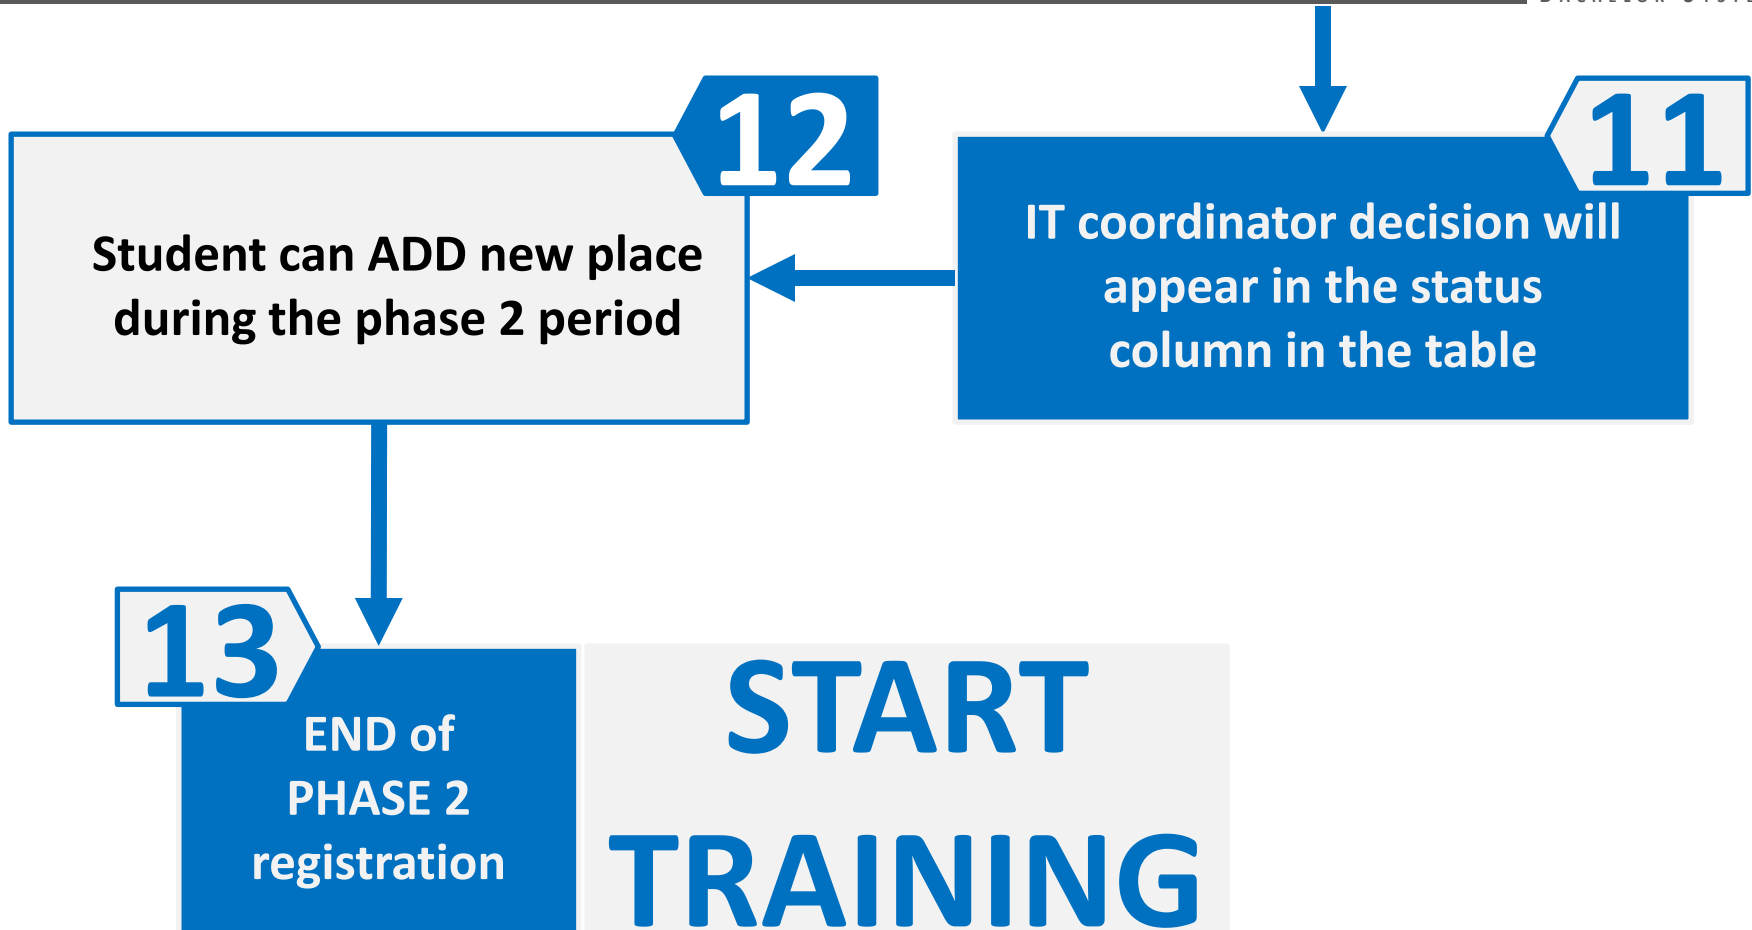 11
IT coordinator decision will
appear in the status
column in the table
12
Student can ADD new place
during the phase 2 period
13
END of
PHASE 2
registration
START
TRAINING